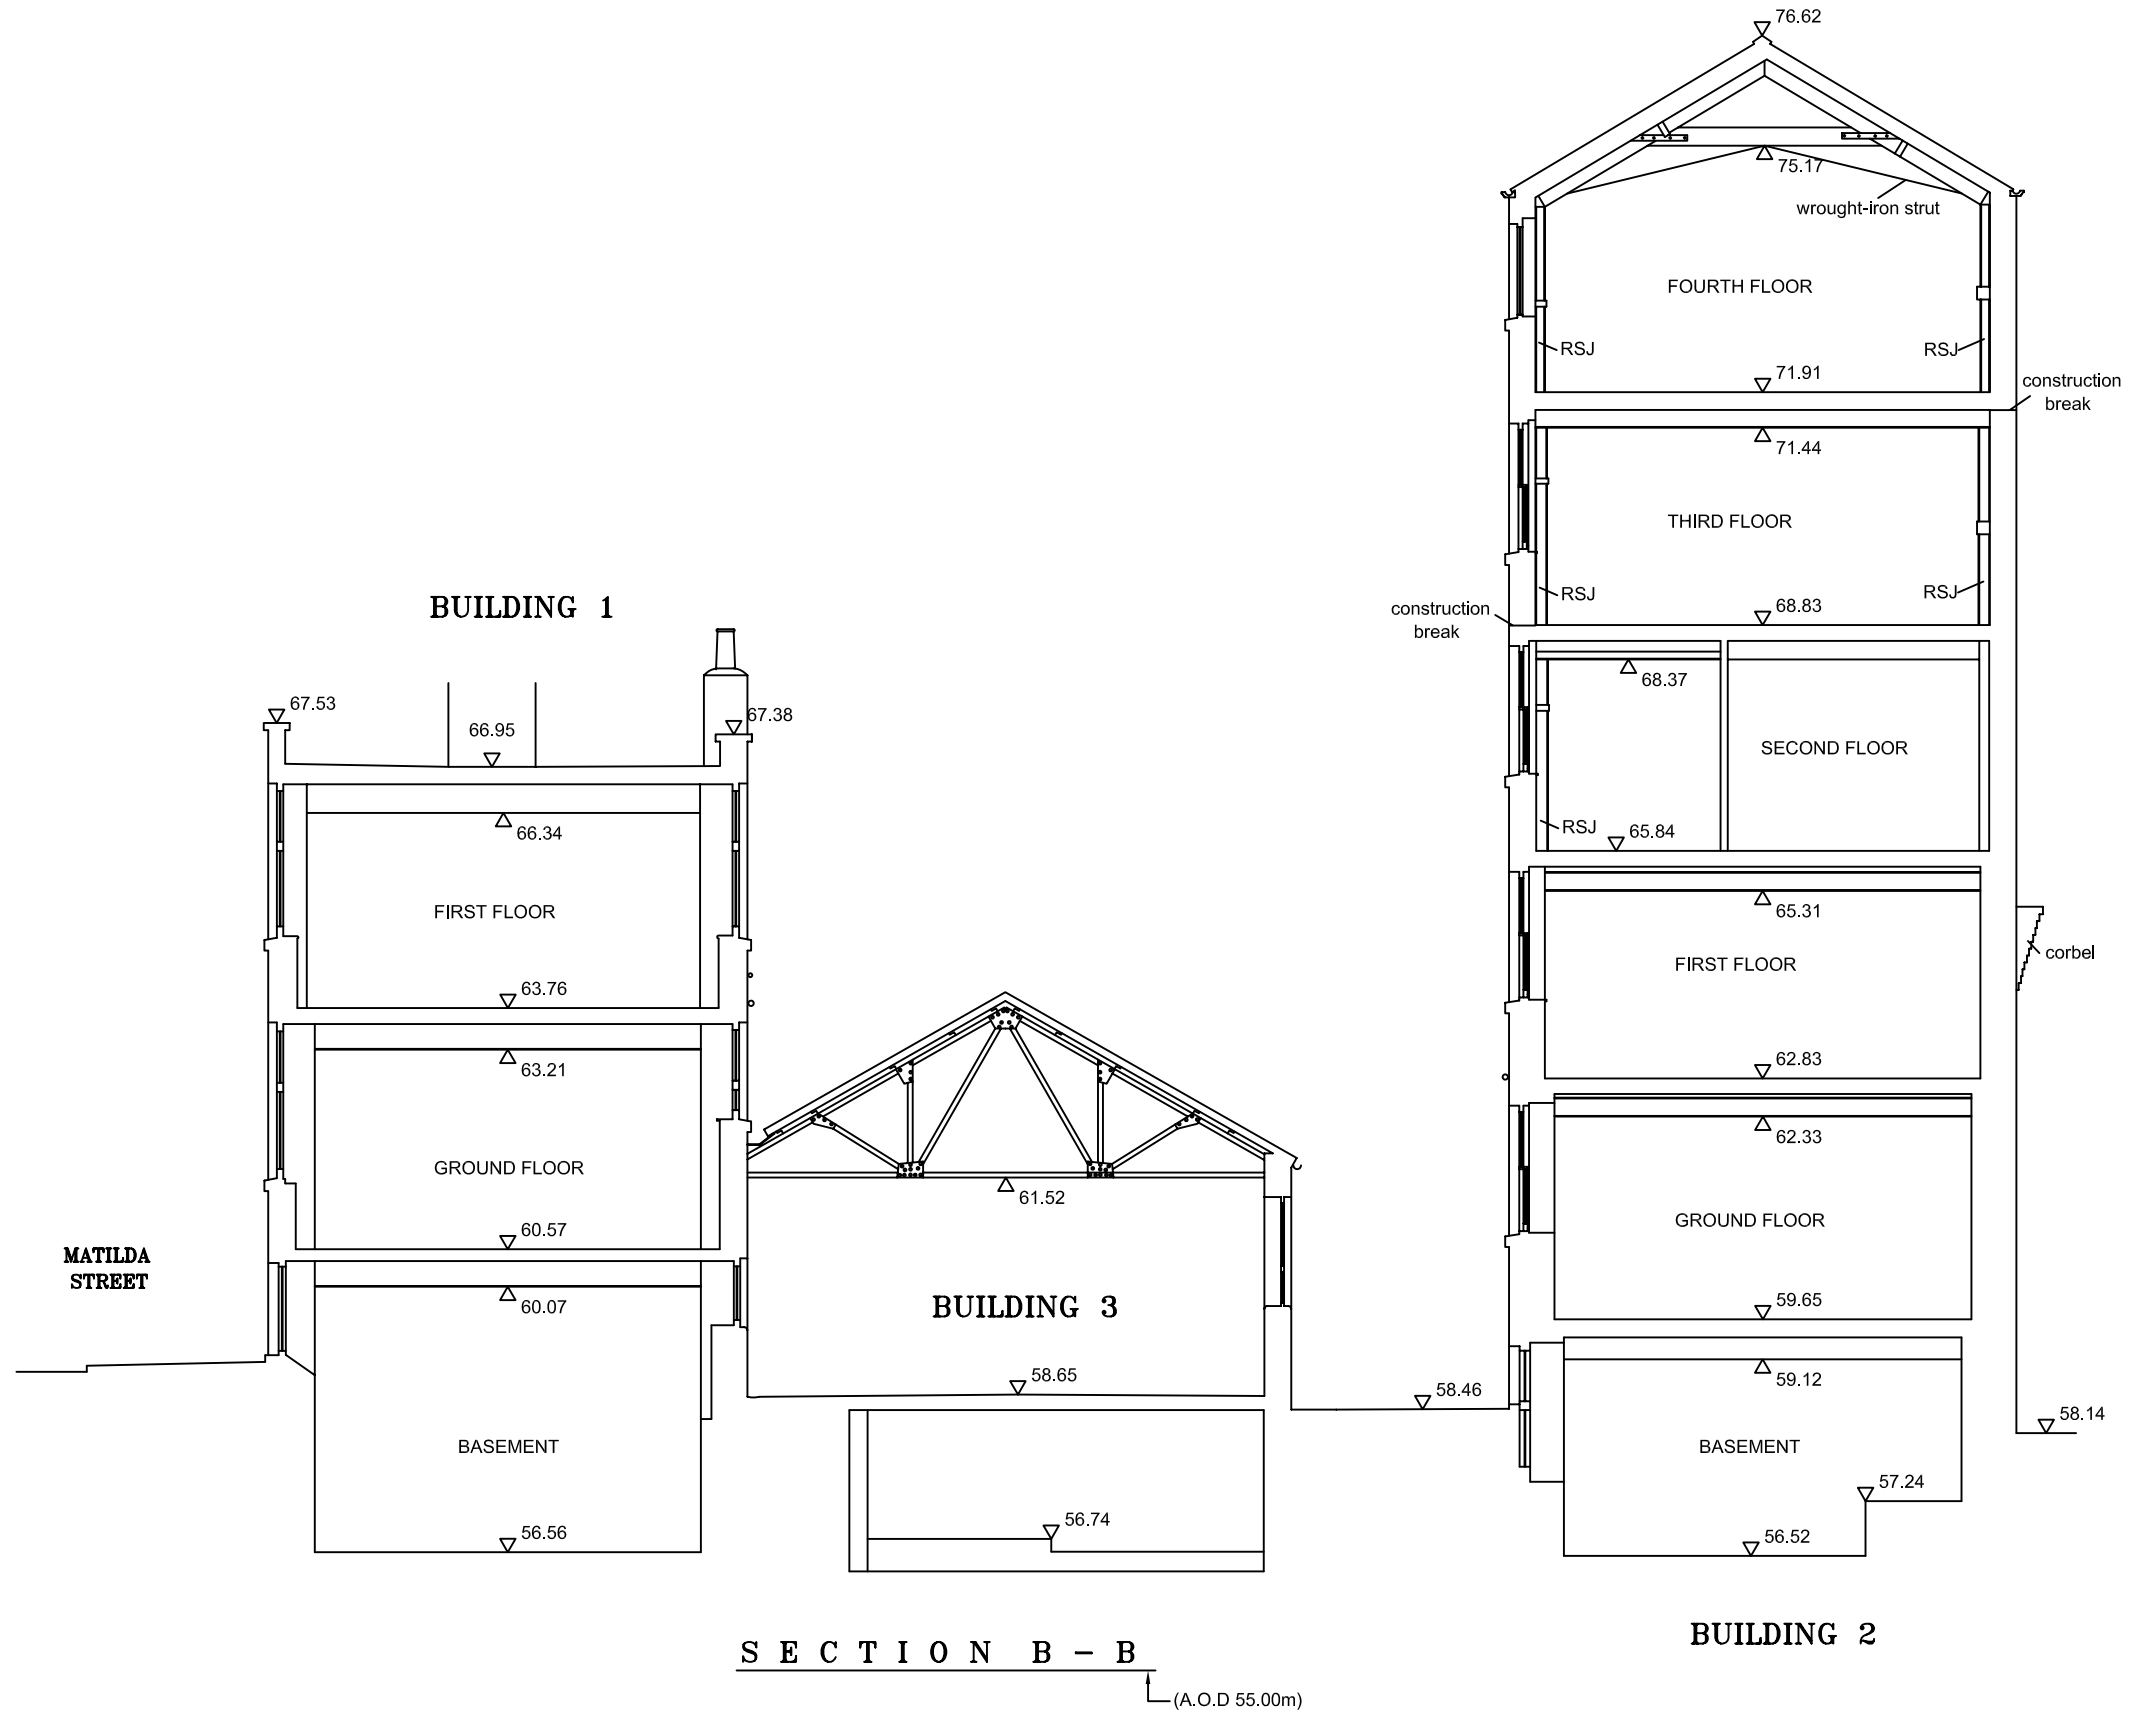 76.62
75.17
wrought-iron strut
FOURTH FLOOR
RSJ
RSJ
71.91
construction
break
71.44
THIRD FLOOR
RSJ
RSJ
construction
break
68.83
68.37
SECOND FLOOR
RSJ
65.84
65.31
FIRST FLOOR
corbel
62.83
62.33
GROUND FLOOR
59.65
59.12
58.14
BASEMENT
57.24
56.52
BUILDING 2
BUILDING 1
67.53
66.95
67.38
66.34
FIRST FLOOR
63.76
63.21
GROUND FLOOR
60.57
MATILDA
STREET
60.07
BASEMENT
56.56
61.52
BUILDING 3
58.65
58.46
56.74
SECTION B - B
(A.O.D 55.00m)